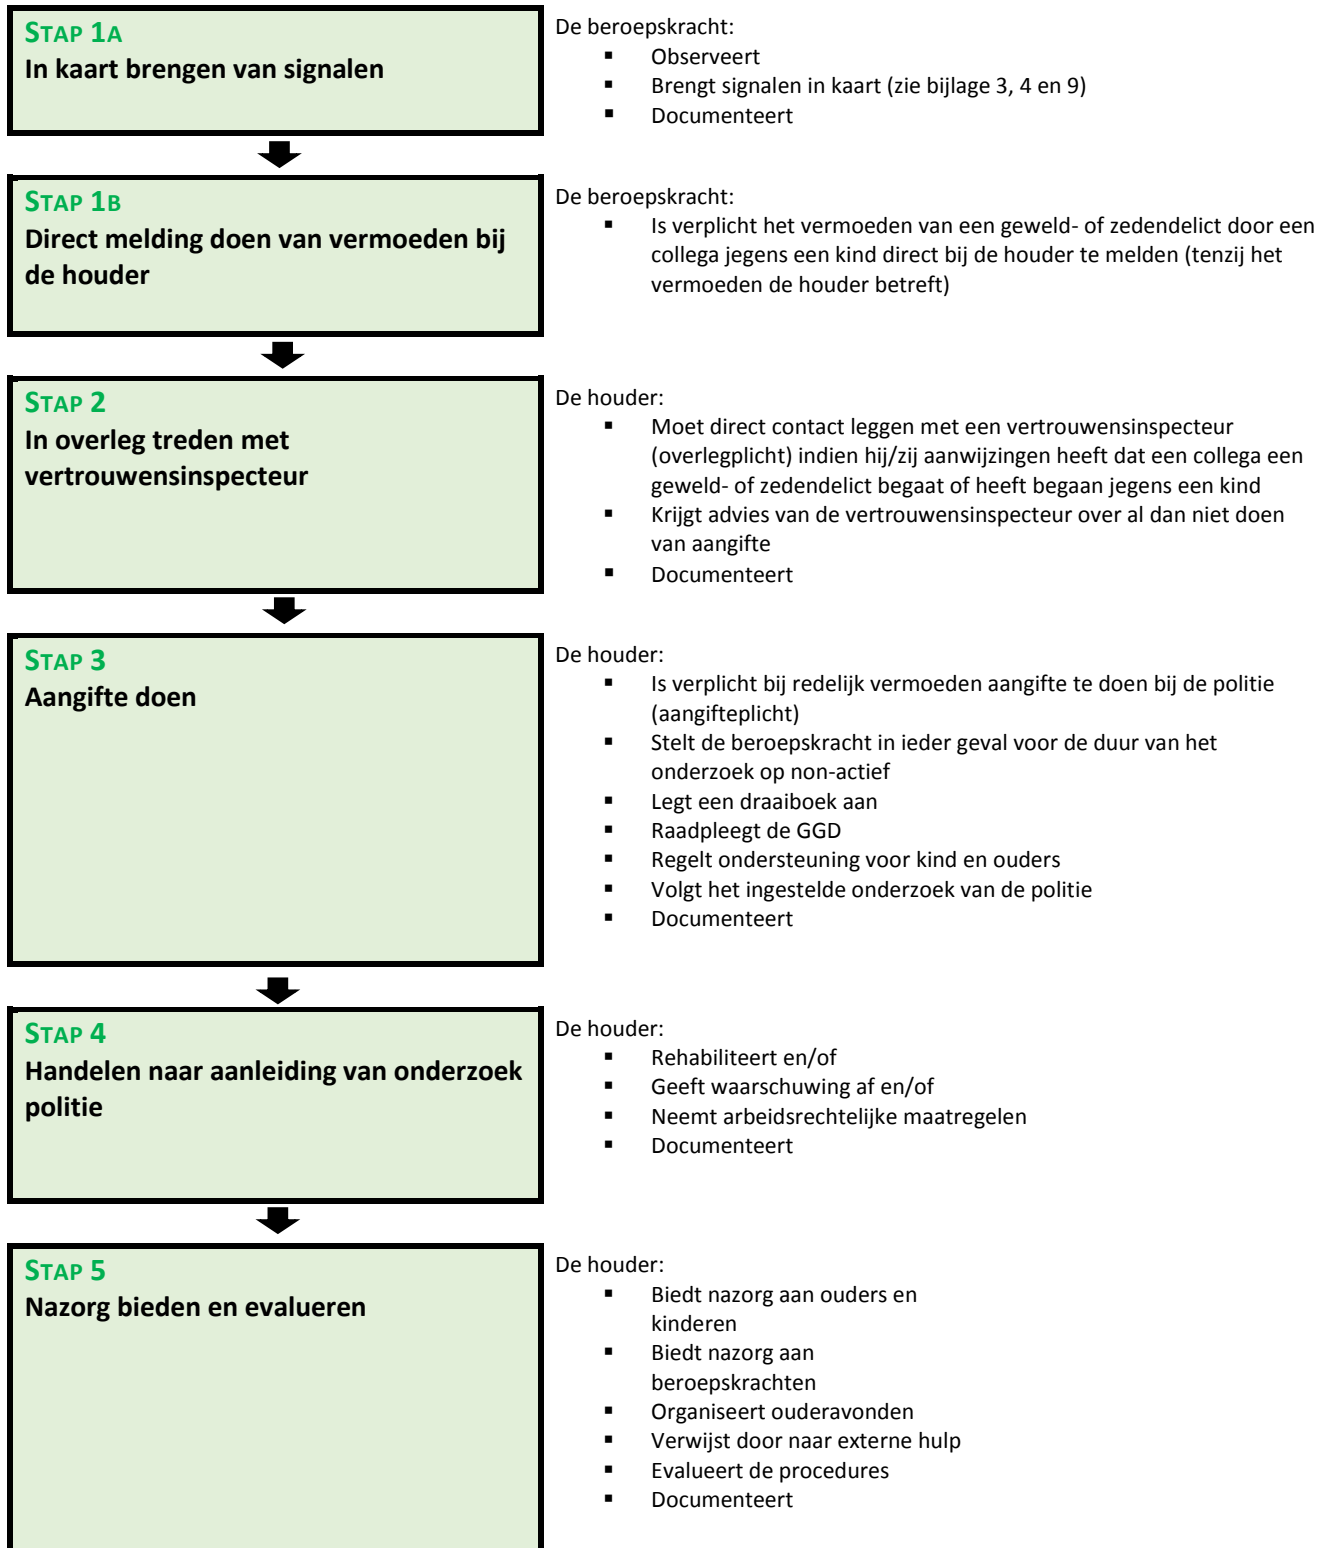 STAP 1A
In kaart brengen van signalen
De beroepskracht:
▪ Observeert
▪ Brengt signalen in kaart (zie bijlage 3, 4 en 9)
▪ Documenteert
STAP 1B
Direct melding doen van vermoeden bij
de houder
De beroepskracht:
▪ Is verplicht het vermoeden van een geweld- of zedendelict door een
collega jegens een kind direct bij de houder te melden (tenzij het
vermoeden de houder betreft)
STAP 2
In overleg treden met
vertrouwensinspecteur
De houder:
▪ Moet direct contact leggen met een vertrouwensinspecteur
(overlegplicht) indien hij/zij aanwijzingen heeft dat een collega een
geweld- of zedendelict begaat of heeft begaan jegens een kind
▪ Krijgt advies van de vertrouwensinspecteur over al dan niet doen
van aangifte
▪ Documenteert
STAP 3
Aangifte doen
De houder:
▪ Is verplicht bij redelijk vermoeden aangifte te doen bij de politie
(aangifteplicht)
▪ Stelt de beroepskracht in ieder geval voor de duur van het
onderzoek op non-actief
▪ Legt een draaiboek aan
▪ Raadpleegt de GGD
▪ Regelt ondersteuning voor kind en ouders
▪ Volgt het ingestelde onderzoek van de politie
▪ Documenteert
STAP 4
Handelen naar aanleiding van onderzoek
politie
De houder:
▪ Rehabiliteert en/of
▪ Geeft waarschuwing af en/of
▪ Neemt arbeidsrechtelijke maatregelen
▪ Documenteert
STAP 5
Nazorg bieden en evalueren
De houder:
▪ Biedt nazorg aan ouders en
kinderen
▪ Biedt nazorg aan
beroepskrachten
▪ Organiseert ouderavonden
▪ Verwijst door naar externe hulp
▪ Evalueert de procedures
▪ Documenteert